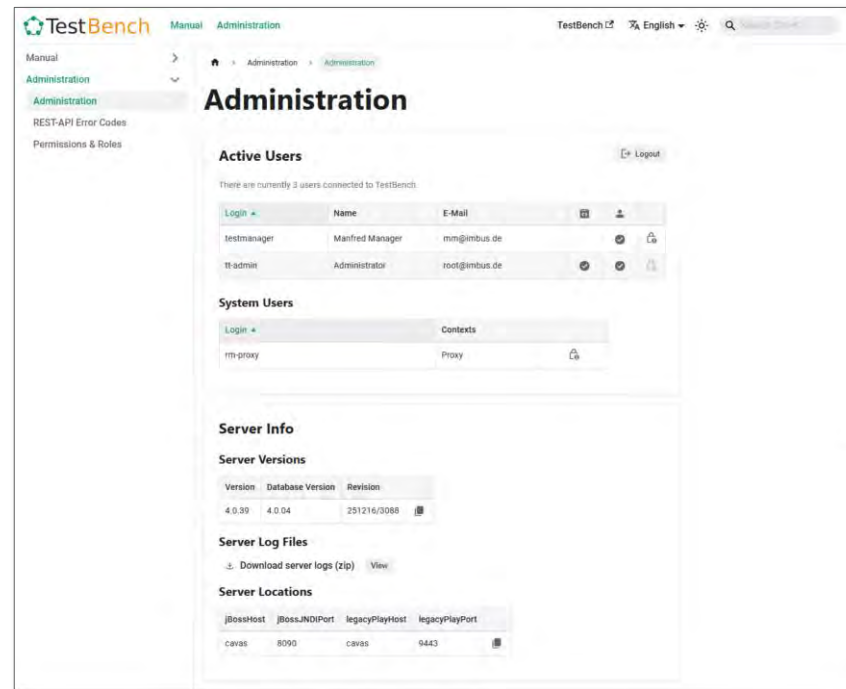 TestBench Manual Administration TestBench English
Manual
Administration
Administration
REST-API Error Codes
Permissions & Roles
Administration Administration
Administration
Active Users Logout
There are currently 3 users connected to TestBench.
Login Name E-Mail
testmanager Manfred Manager mm@imbus.de
tt-admin Administrator root@imbus.de
System Users
Login Contexts
rm-proxy Proxy
Server Info
Server Versions
Version Database Version Revision
4.0.39 4.0.04 251216/3088
Server Log Files
Download server logs (zip) View
Server Locations
jBossHost jBossJNDIPort legacyPlayHost legacyPlayPort
cavas 8090 cavas 9443